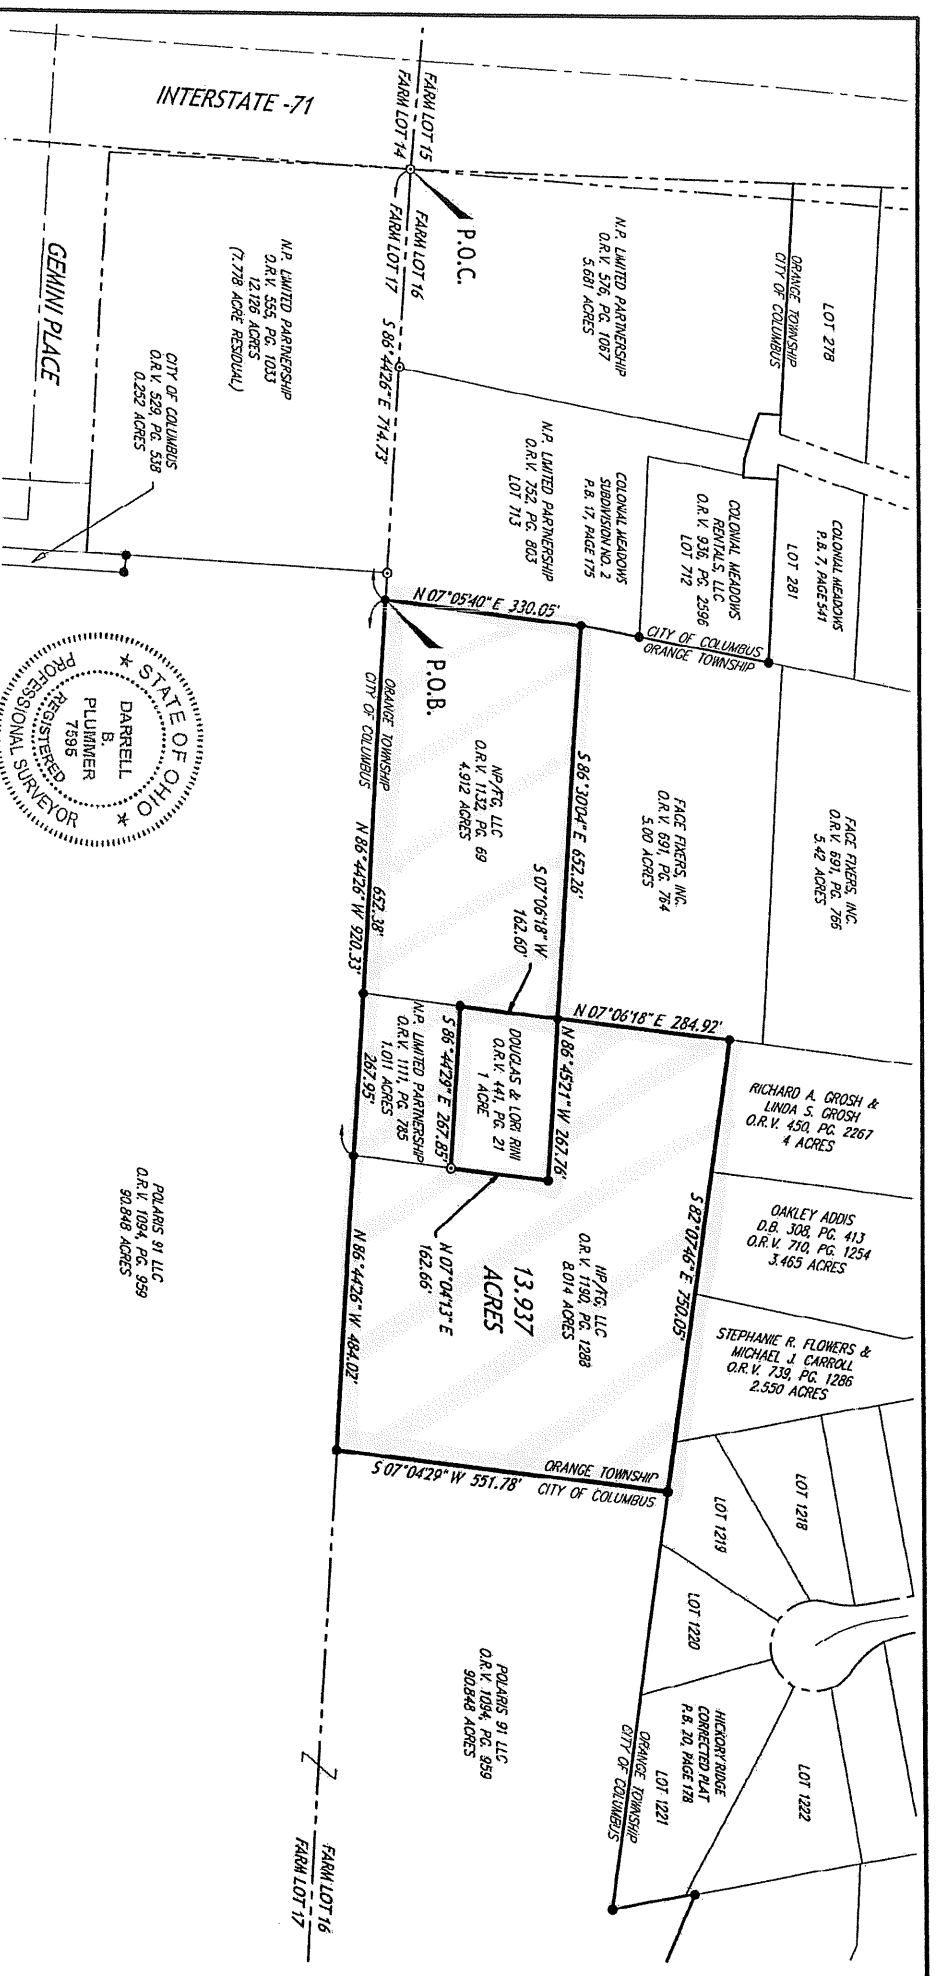 INTERSTATE -71
FARM LOT 15
FARM LOT 14
FARM LOT 16
FARM LOT 17
P.O.C.
S 86°44'26" E 714.73'
GEMINI PLACE
N.P. LIMITED PARTNERSHIP
O.R.V. 555, PG. 1033
12.126 ACRES
(7.778 ACRE RESIDUAL)
CITY OF COLUMBUS
O.R.V. 529, PG. 538
0.252 ACRES
N.P. LIMITED PARTNERSHIP
O.R.V. 576, PG. 1067
5.681 ACRES
ORANGE TOWNSHIP
CITY OF COLUMBUS
LOT 278
N.P. LIMITED PARTNERSHIP
O.R.V. 752, PG. 803
LOT 713
COLONIAL MEADOWS
SUBDIVISION NO. 2
P.B. 17, PAGE 175
COLONIAL MEADOWS
RENTALS, LLC
O.R.V. 936, PG. 2596
LOT 712
LOT 281
COLONIAL MEADOWS
P.B. 7, PAGE 541
CITY OF COLUMBUS
ORANGE TOWNSHIP
N 07°05'40" E 330.05'
P.O.B.
ORANGE TOWNSHIP
CITY OF COLUMBUS
STATE OF OHIO
DARRELL
B.
PLUMMER
7595
REGISTERED
PROFESSIONAL SURVEYOR
NP/FG, LLC
O.R.V. 1132, PG. 69
4.912 ACRES
S 86°30'04" E 652.26'
FACE FIXERS, INC.
O.R.V. 691, PG. 764
5.00 ACRES
FACE FIXERS, INC.
O.R.V. 691, PG. 766
5.42 ACRES
S 07°06'18" W
162.60'
652.38'
N 86°44'26" W 920.33'
N 07°06'18" E 284.92'
N 86°45'21" W 267.76'
DOUGLAS & LORI RINI
O.R.V. 441, PG. 21
1 ACRE
S 86°44'29" E 267.85'
N.P. LIMITED PARTNERSHIP
O.R.V. 1111, PG. 785
1.011 ACRES
267.95'
RICHARD A. GROSH &
LINDA S. GROSH
O.R.V. 450, PG. 2267
4 ACRES
OAKLEY ADDIS
D.B. 308, PG. 413
O.R.V. 710, PG. 1254
3.465 ACRES
STEPHANIE R. FLOWERS &
MICHAEL J. CARROLL
O.R.V. 739, PG. 1286
2.550 ACRES
S 82°07'46" E 750.05'
NP/FG, LLC
O.R.V. 1190, PG. 1288
8.014 ACRES
13.937
ACRES
N 07°04'13" E
162.66'
N 86°44'26" W 484.02'
POLARIS 91 LLC
O.R.V. 1094, PG. 959
90.848 ACRES
S 07°04'29" W 551.78'
ORANGE TOWNSHIP
CITY OF COLUMBUS
LOT 1218
LOT 1219
LOT 1220
HICKORY RIDGE
CORRECTED PLAT
P.B. 20, PAGE 178
LOT 1221
LOT 1222
ORANGE TOWNSHIP
CITY OF COLUMBUS
POLARIS 91 LLC
O.R.V. 1094, PG. 959
90.848 ACRES
FARM LOT 16
FARM LOT 17